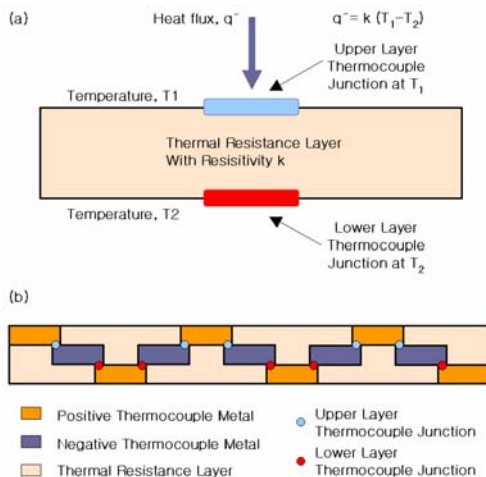 (a)
Heat flux, q″
q″= k (T₁-T₂)
Upper Layer
Thermocouple
Junction at T₁
Temperature, T1
Thermal Resistance Layer
With Resisitivity k
Temperature, T2
Lower Layer
Thermocouple
Junction at T₂
(b)
Positive Thermocouple Metal
Negative Thermocouple Metal
Thermal Resistance Layer
Upper Layer
Thermocouple Junction
Lower Layer
Thermocouple Junction